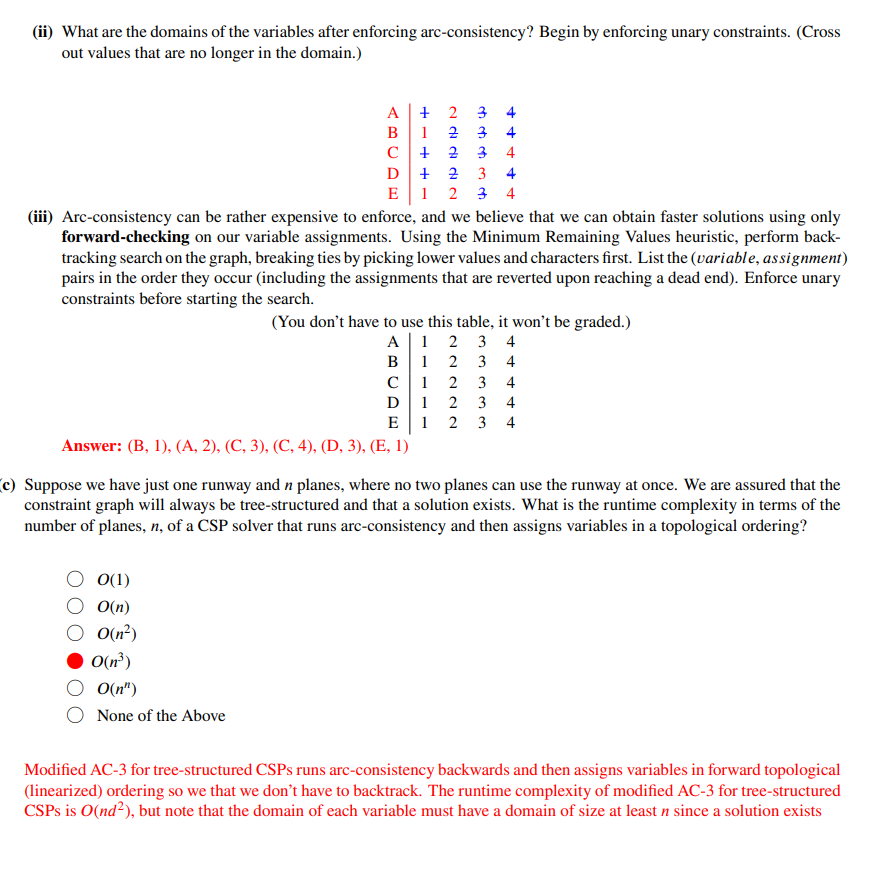 (ii) What are the domains of the variables after enforcing arc-consistency? Begin by enforcing unary constraints. (Cross
out values that are no longer in the domain.)
A 1 2 3 4
B 1 2 3 4
C 1 2 3 4
D 1 2 3 4
E 1 2 3 4
(iii) Arc-consistency can be rather expensive to enforce, and we believe that we can obtain faster solutions using only
forward-checking on our variable assignments. Using the Minimum Remaining Values heuristic, perform back-
tracking search on the graph, breaking ties by picking lower values and characters first. List the (variable, assignment)
pairs in the order they occur (including the assignments that are reverted upon reaching a dead end). Enforce unary
constraints before starting the search.
(You don't have to use this table, it won't be graded.)
A 1 2 3 4
B 1 2 3 4
C 1 2 3 4
D 1 2 3 4
E 1 2 3 4
Answer: (B, 1), (A, 2), (C, 3), (C, 4), (D, 3), (E, 1)
c) Suppose we have just one runway and n planes, where no two planes can use the runway at once. We are assured that the
constraint graph will always be tree-structured and that a solution exists. What is the runtime complexity in terms of the
number of planes, n, of a CSP solver that runs arc-consistency and then assigns variables in a topological ordering?
O(1)
O(n)
O(n²)
O(n³)
O(nⁿ)
None of the Above
Modified AC-3 for tree-structured CSPs runs arc-consistency backwards and then assigns variables in forward topological
(linearized) ordering so we that we don't have to backtrack. The runtime complexity of modified AC-3 for tree-structured
CSPs is O(nd²), but note that the domain of each variable must have a domain of size at least n since a solution exists